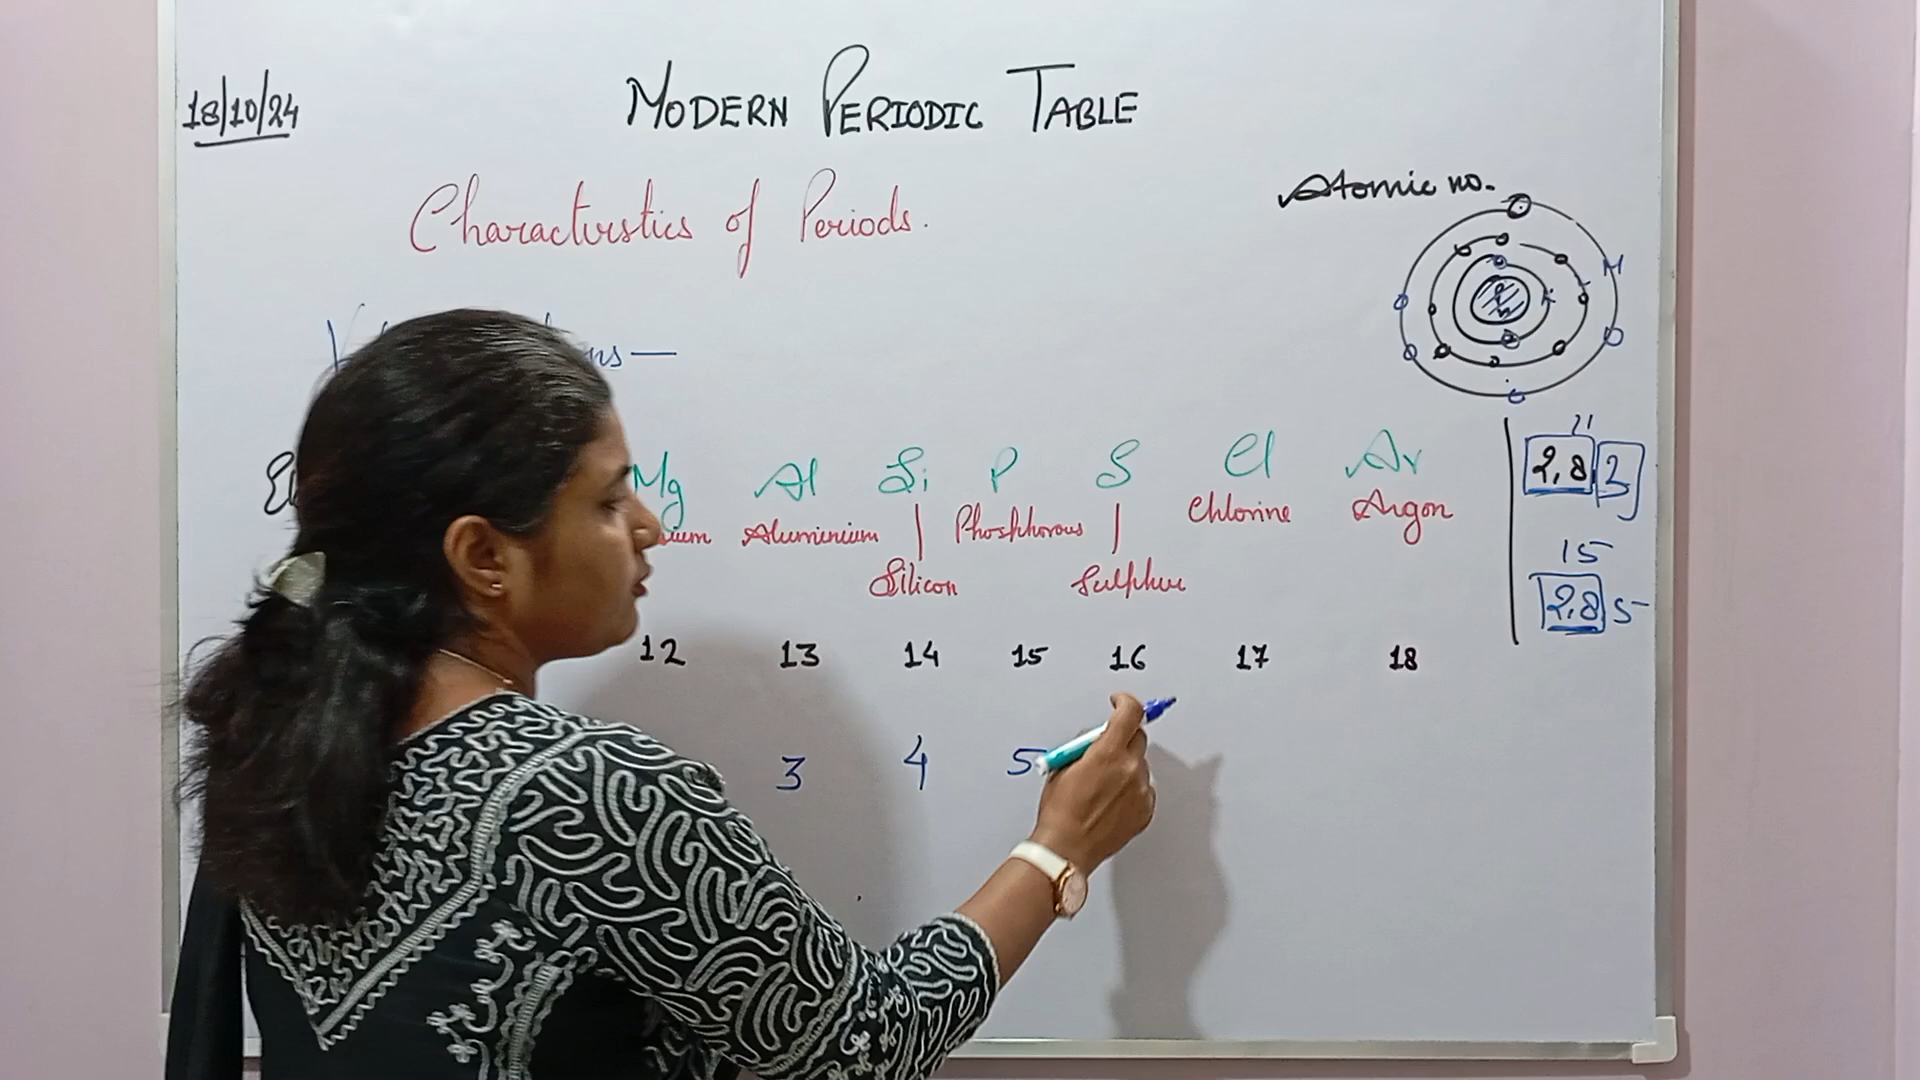 18/10/24
MODERN PERIODIC TABLE
Characteristics of Periods.
Atomic no.
K
M
Mg Al Si P S Cl Ar
Aluminium Phosphorous Chlorine Argon
Silicon Sulphur
12 13 14 15 16 17 18
3 4 5
11
2,8 3
15
2,8 5